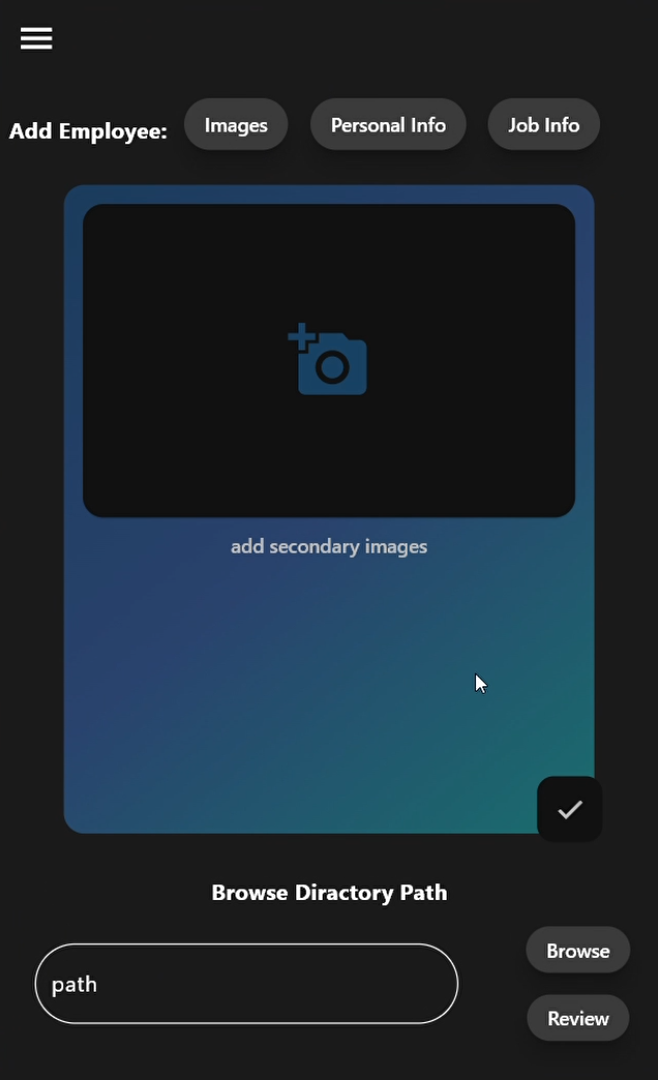 Add Employee: Images Personal Info Job Info
add secondary images
Browse Diractory Path
Browse
path
Review